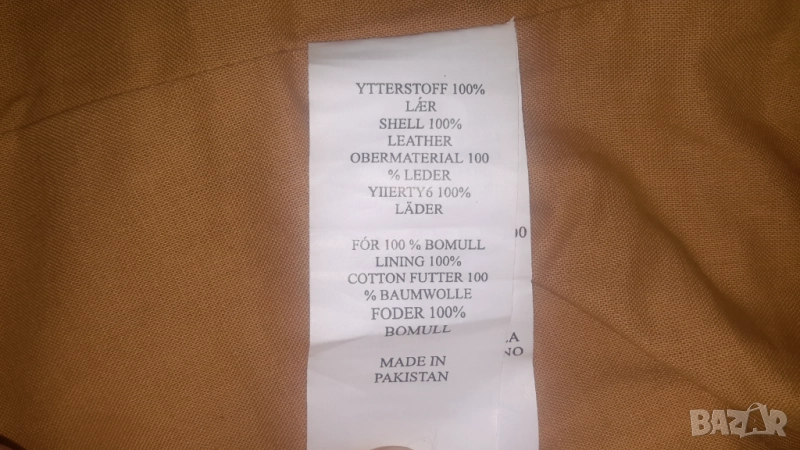 YTTERSTOFF 100%
LÆR
SHELL 100%
LEATHER
OBERMATERIAL 100
% LEDER
YIIERTY6 100%
LÄDER
FÓR 100 % BOMULL
LINING 100%
COTTON FUTTER 100
% BAUMWOLLE
FODER 100%
BOMULL
MADE IN
PAKISTAN
BAZAR